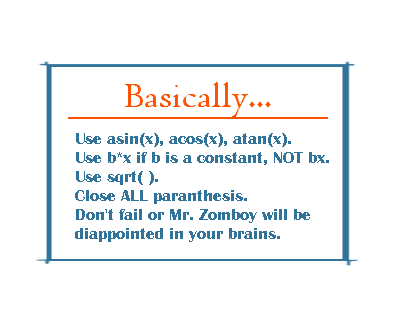 Basically...
Use asin(x), acos(x), atan(x).
Use b*x if b is a constant, NOT bx.
Use sqrt( ).
Close ALL paranthesis.
Don't fail or Mr. Zomboy will be
diappointed in your brains.